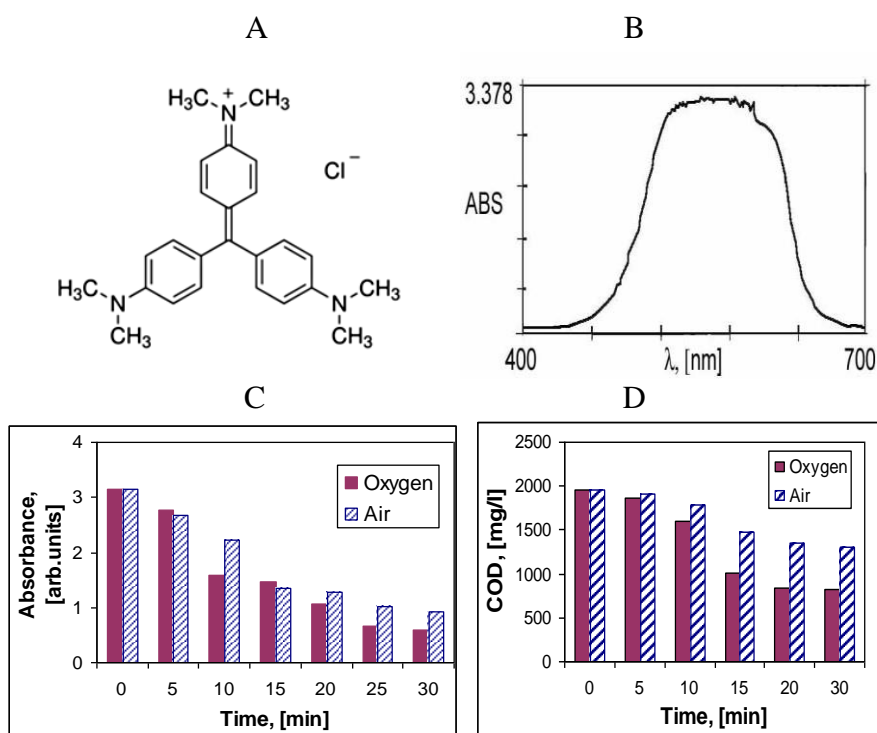 A
B
H₃C
CH₃
N
+
Cl
−
H₃C
N
CH₃
N
CH₃
CH₃
3.378
ABS
400
λ, [nm]
700
C
D
4
3
2
1
0
Absorbance,
[arb.units]
Oxygen
Air
0 5 10 15 20 25 30
Time, [min]
2500
2000
1500
1000
500
0
COD, [mg/l]
Oxygen
Air
0 5 10 15 20 30
Time, [min]